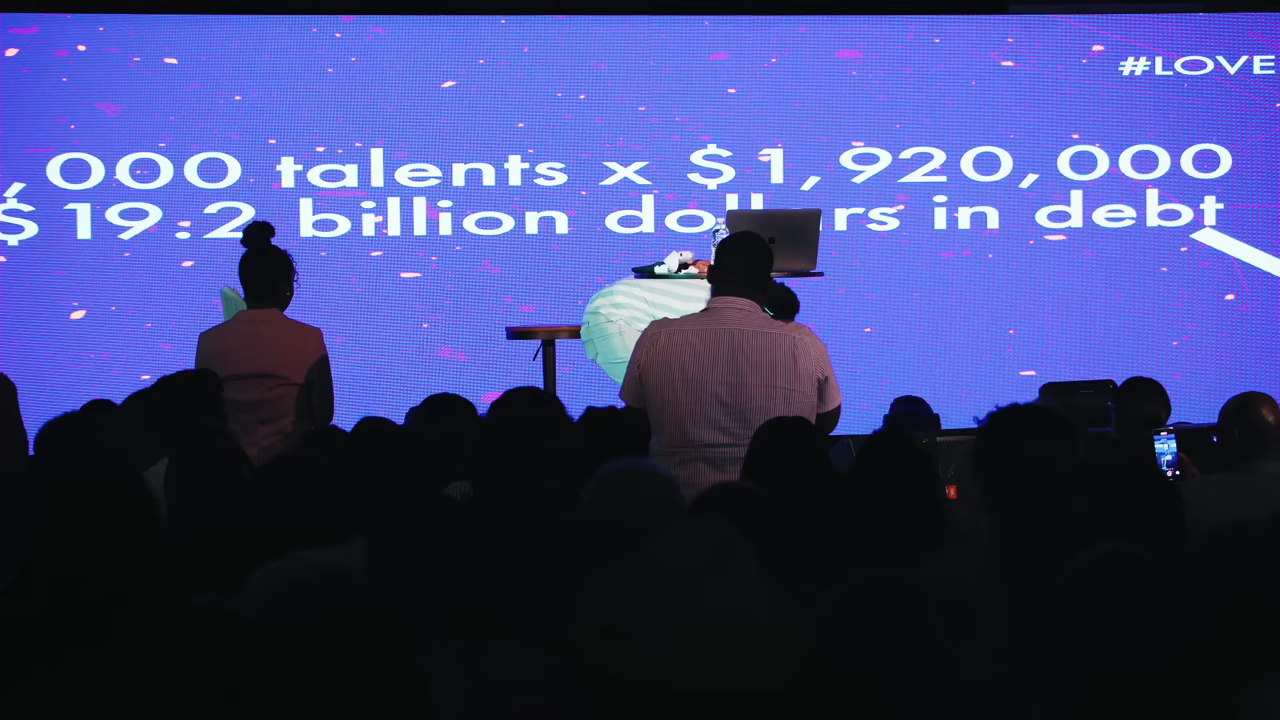 #LOVE
,000 talents x $1,920,000
$19.2 billion dollars in debt